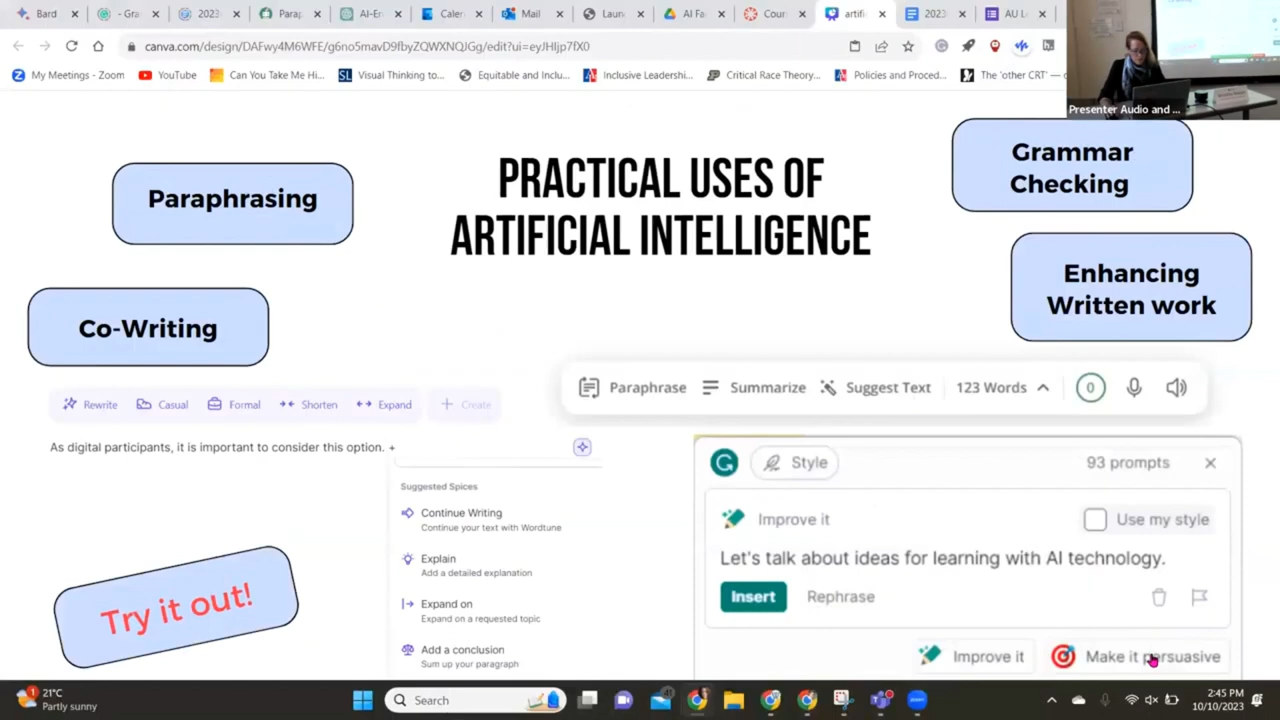 Bard
- Gra
2023
Parap
AI-En
Caler
Mail
Laun
AI Fa
Cour
artifi
2023
AU L
canva.com/design/DAFwy4M6WFE/g6no5mavD9fbyZQWXNQJGg/edit?ui=eyJHIjp7fX0
My Meetings - Zoom
YouTube
Can You Take Me Hi...
Visual Thinking to...
Equitable and Inclu...
Inclusive Leadershi...
Critical Race Theory...
Policies and Proced...
The 'other CRT'
Presenter Audio and ...
Paraphrasing
PRACTICAL USES OF
ARTIFICIAL INTELLIGENCE
Grammar
Checking
Co-Writing
Enhancing
Written work
Paraphrase Summarize Suggest Text 123 Words 0
Rewrite Casual Formal Shorten Expand Create
As digital participants, it is important to consider this option. +
Suggested Spices
Continue Writing
Continue your text with Wordtune
Explain
Add a detailed explanation
Expand on
Expand on a requested topic
Add a conclusion
Sum up your paragraph
Style 93 prompts
Improve it Use my style
Let's talk about ideas for learning with AI technology.
Insert Rephrase
Improve it Make it persuasive
Try it out!
1
21°C
Partly sunny
Search
2:45 PM
10/10/2023